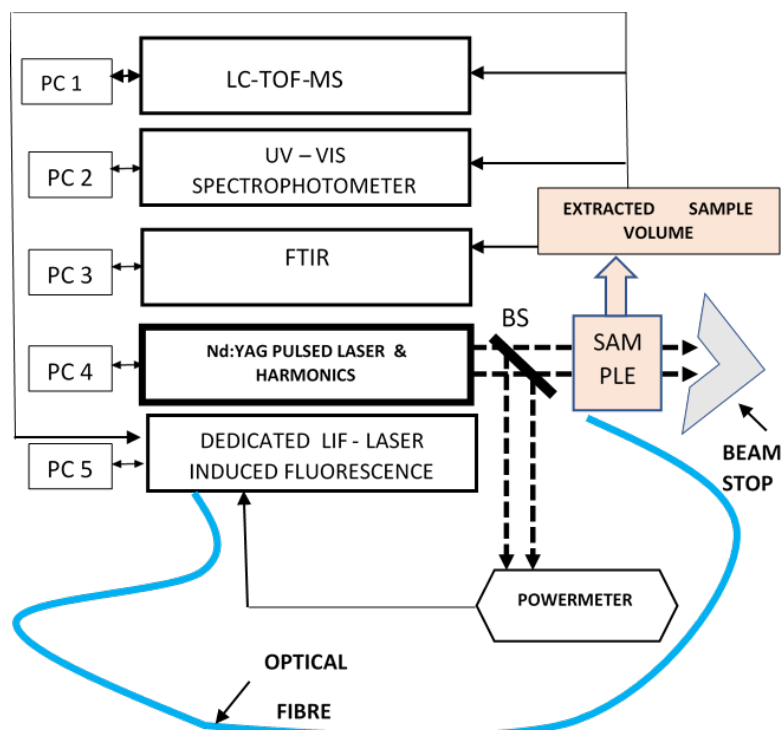 PC 1
LC-TOF-MS
PC 2
UV – VIS
SPECTROPHOTOMETER
EXTRACTED SAMPLE
VOLUME
PC 3
FTIR
BS
PC 4
Nd:YAG PULSED LASER &
HARMONICS
SAM
PLE
PC 5
DEDICATED LIF - LASER
INDUCED FLUORESCENCE
BEAM
STOP
POWERMETER
OPTICAL
FIBRE